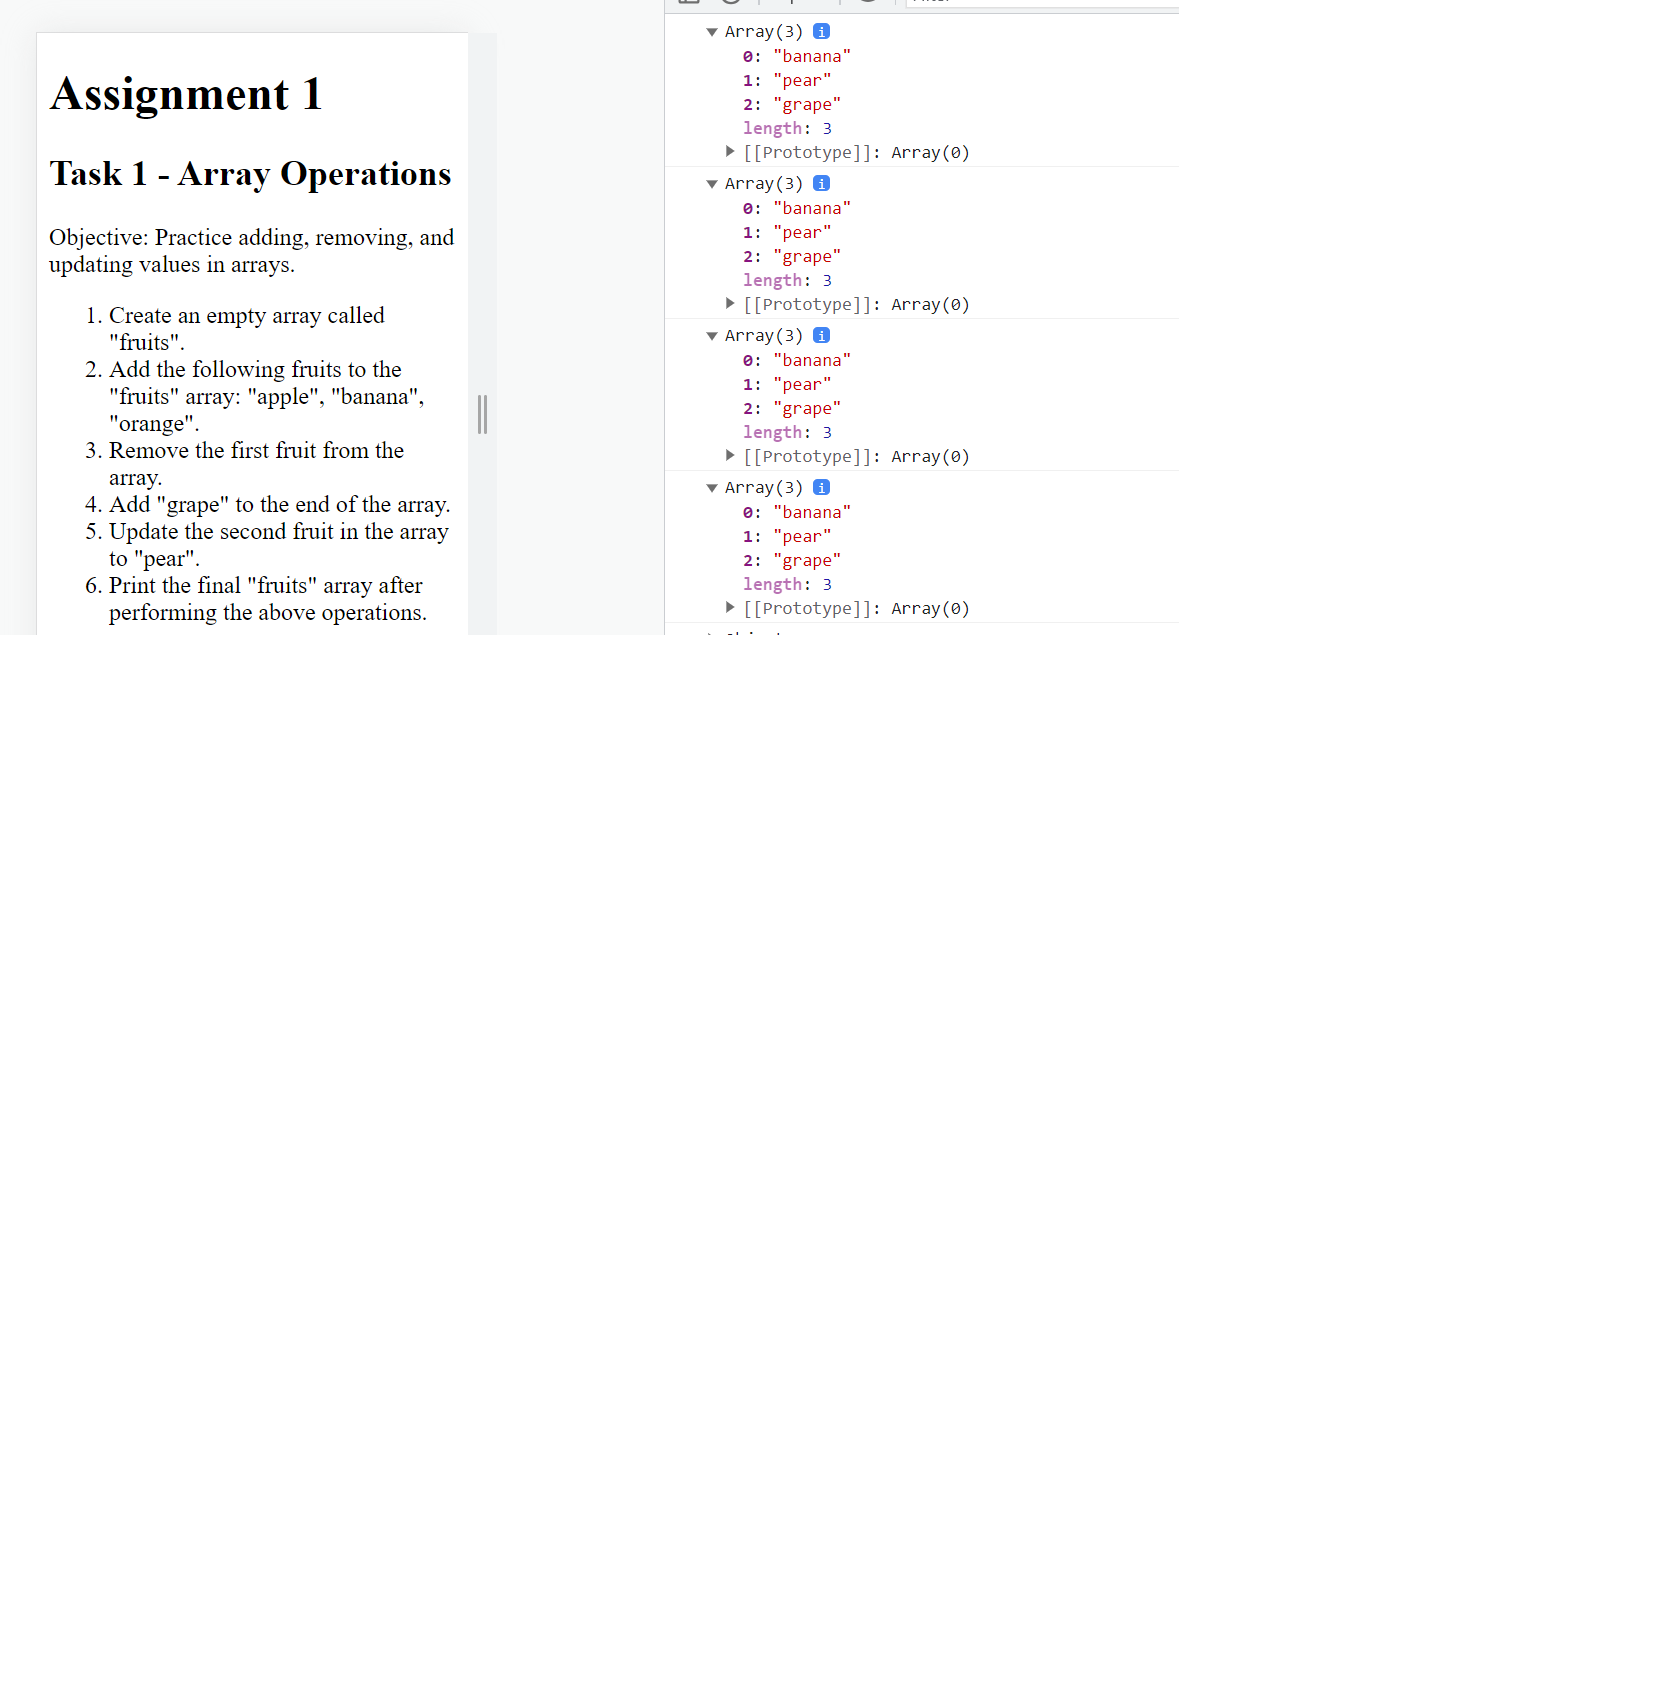 Assignment 1
Task 1 - Array Operations
Objective: Practice adding, removing, and
updating values in arrays.
1. Create an empty array called
"fruits".
2. Add the following fruits to the
"fruits" array: "apple", "banana",
"orange".
3. Remove the first fruit from the
array.
4. Add "grape" to the end of the array.
5. Update the second fruit in the array
to "pear".
6. Print the final "fruits" array after
performing the above operations.
Array(3) i
0: "banana"
1: "pear"
2: "grape"
length: 3
[[Prototype]]: Array(0)
Array(3) i
0: "banana"
1: "pear"
2: "grape"
length: 3
[[Prototype]]: Array(0)
Array(3) i
0: "banana"
1: "pear"
2: "grape"
length: 3
[[Prototype]]: Array(0)
Array(3) i
0: "banana"
1: "pear"
2: "grape"
length: 3
[[Prototype]]: Array(0)